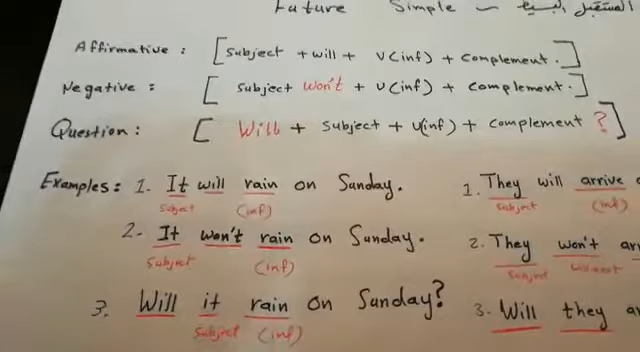 Future Simple – المستقبل البسيط
Affirmative : [Subject + will + V(inf) + Complement.]
Negative : [ subject won't + V(inf) + Complement.]
Question : [ Will + Subject + V(inf) + Complement ? ]
Examples : 1. It will rain on Sunday.
Subject (inf)
2. It won't rain on Sunday.
Subject (inf)
3. Will it rain on Sunday?
Subject (inf)
1. They will arrive
Subject (inf)
2. They won't
Subject
3. Will they